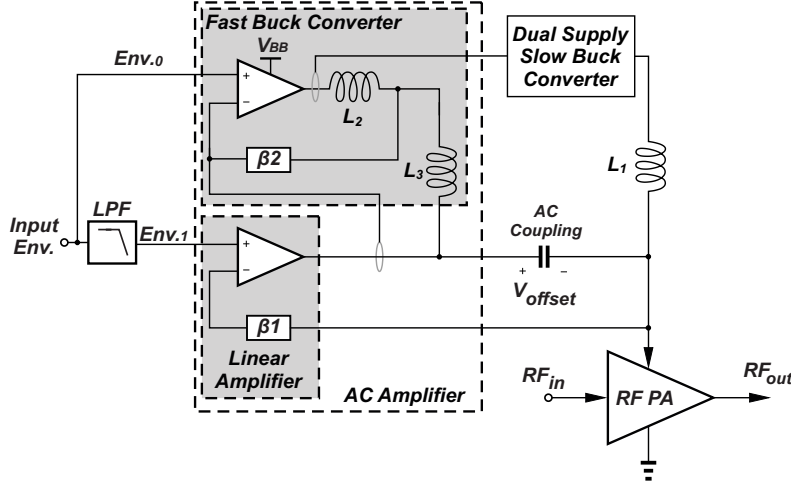 Fast Buck Converter
VBB
Env.0
+
−
L2
β2
L3
Dual Supply
Slow Buck
Converter
L1
LPF
Input
Env.
Env.1
+
−
AC
Coupling
+ −
Voffset
β1
Linear
Amplifier
AC Amplifier
RFin
RF PA
RFout